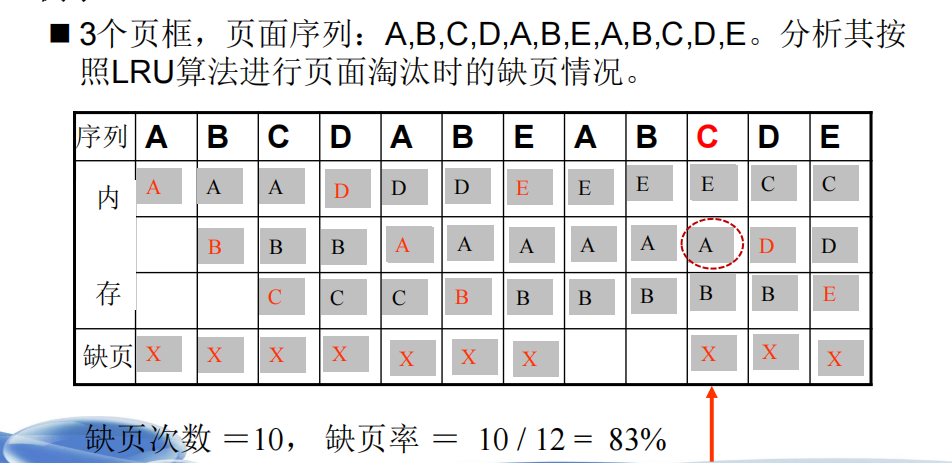 ■ 3个页框，页面序列：A,B,C,D,A,B,E,A,B,C,D,E。分析其按
照LRU算法进行页面淘汰时的缺页情况。
序列 A B C D A B E A B C D E
内 A A A D D D E E E E C C
B B B A A A A A A D D
存 C C C B B B B B B E
缺页 X X X X X X X X X X
缺页次数 ＝10， 缺页率 ＝ 10 / 12 = 83%